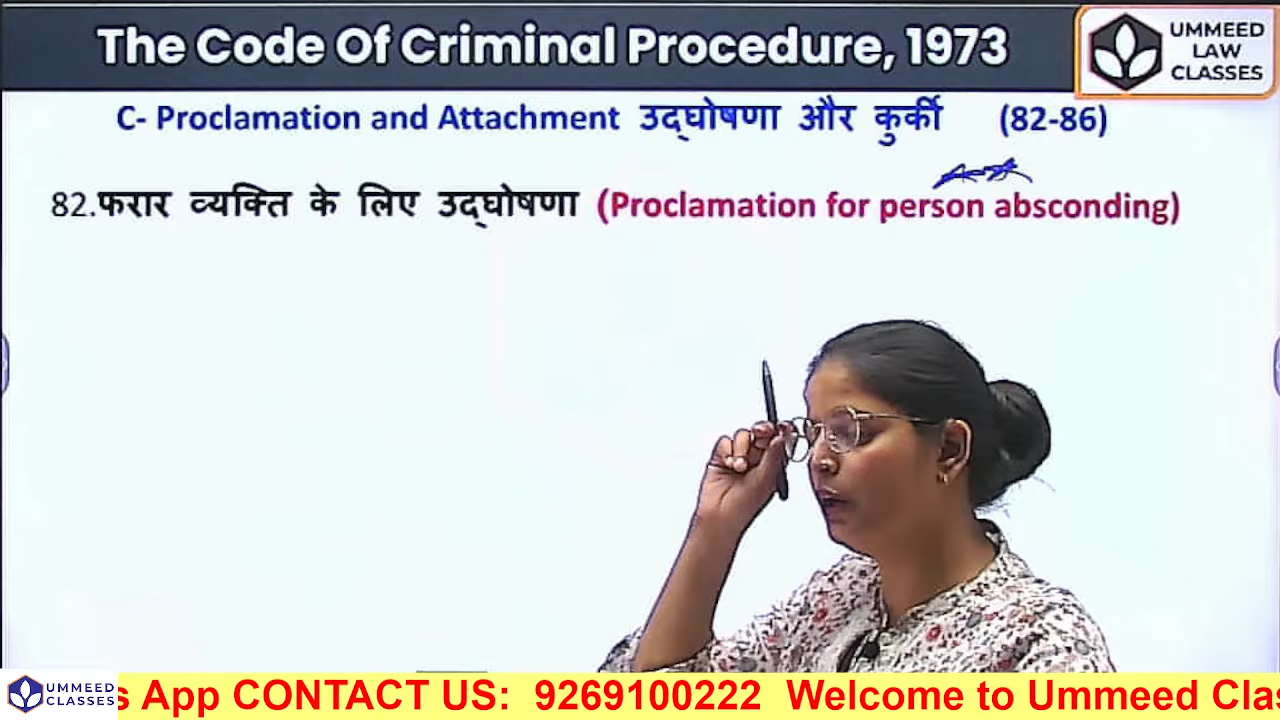 The Code Of Criminal Procedure, 1973
UMMEED
LAW
CLASSES
C- Proclamation and Attachment उद्घोषणा और कुर्की (82-86)
82.फरार व्यक्ति के लिए उद्घोषणा (Proclamation for person absconding)
UMMEED
CLASSES
s App CONTACT US: 9269100222 Welcome to Ummeed Clas